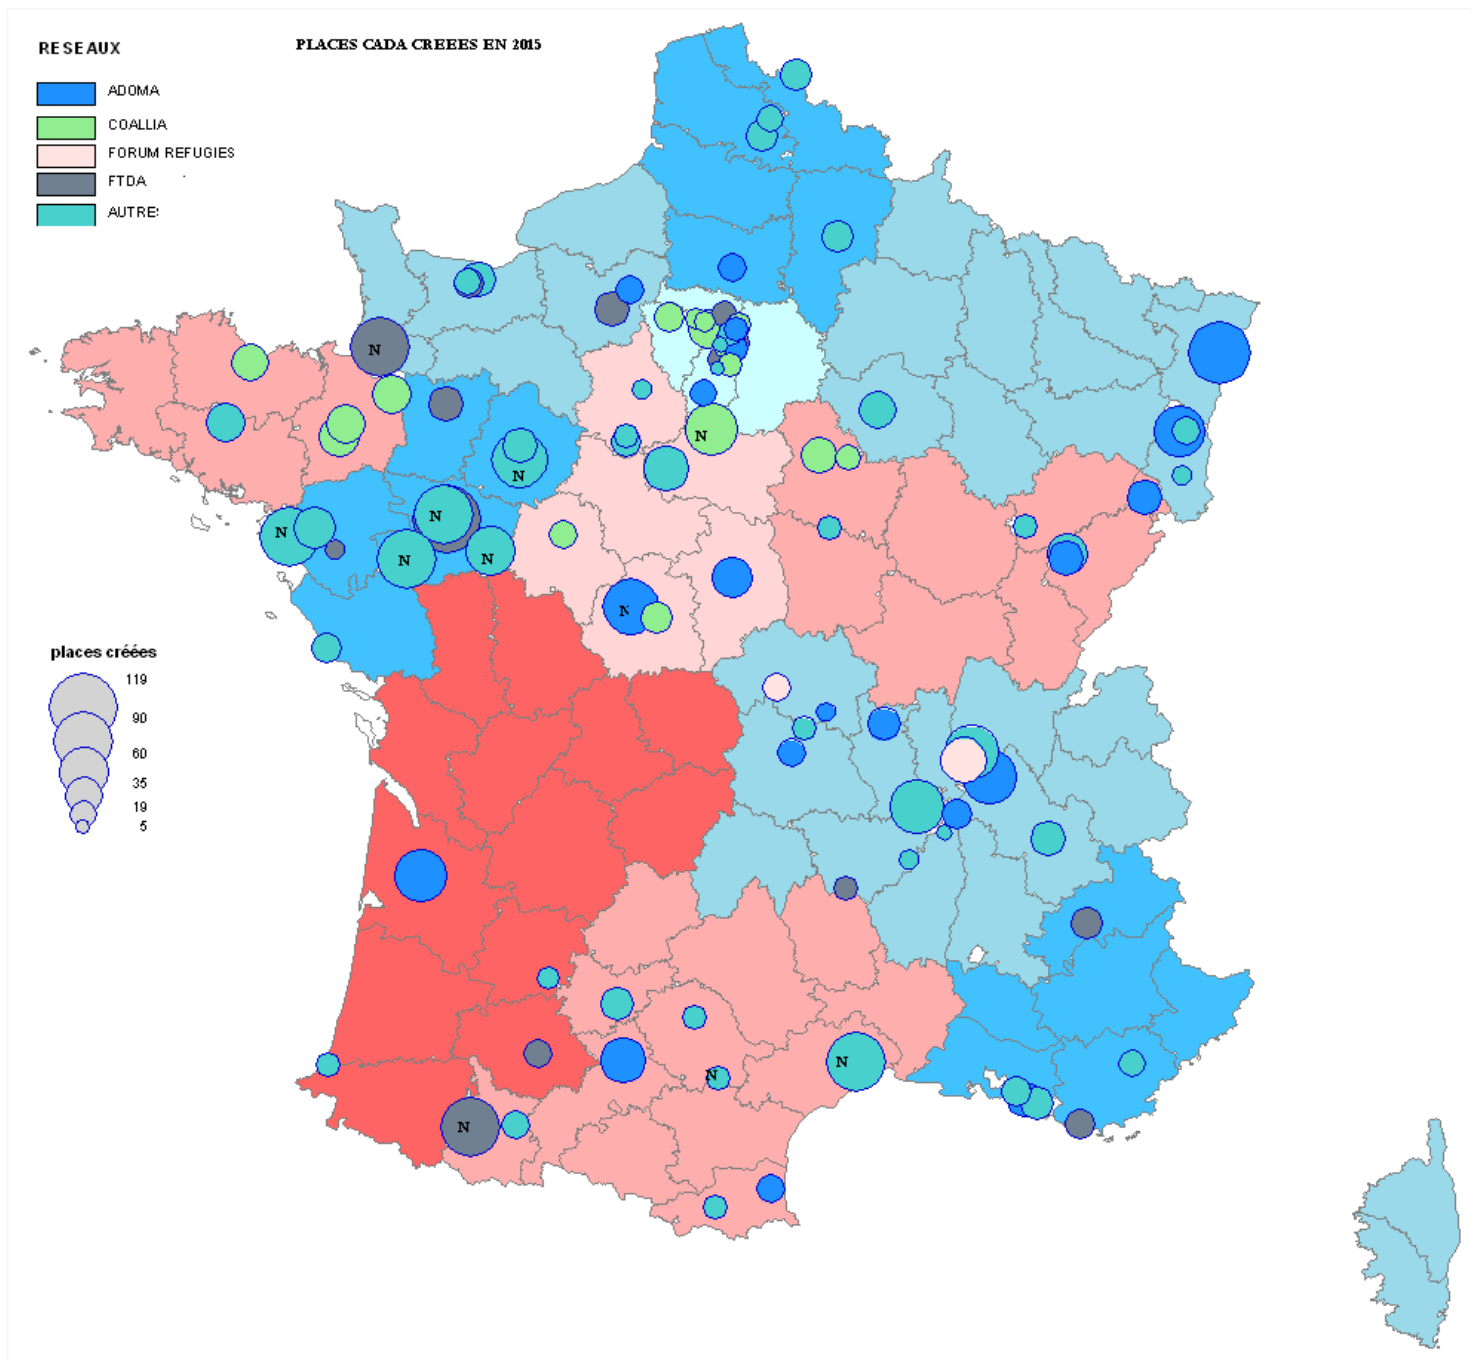 RESEAUX
PLACES CADA CREEES EN 2015
ADOMA
COALLIA
FORUM REFUGIES
FTDA
AUTRE
N
N
N
N
N
N
N
N
places créées
119
90
60
35
19
5
N
N
N